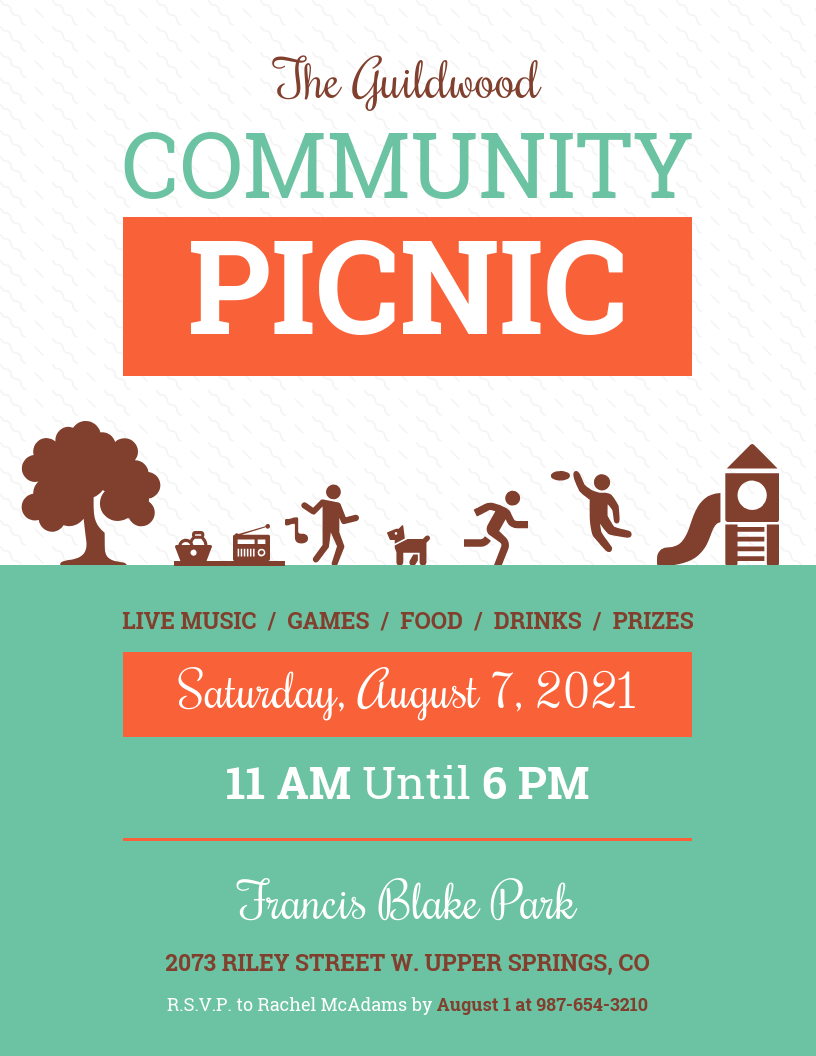 The Guildwood
COMMUNITY
PICNIC
LIVE MUSIC / GAMES / FOOD / DRINKS / PRIZES
Saturday, August 7, 2021
11 AM Until 6 PM
Francis Blake Park
2073 RILEY STREET W. UPPER SPRINGS, CO
R.S.V.P. to Rachel McAdams by August 1 at 987-654-3210